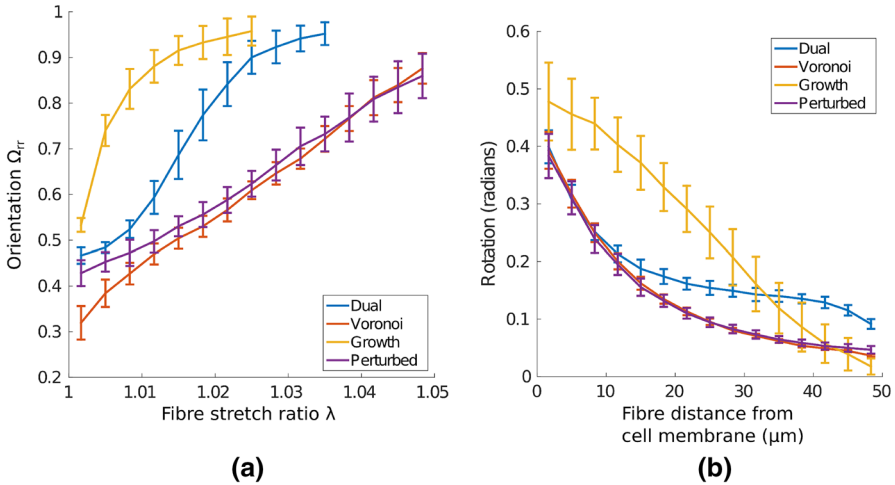 1
0.9
0.8
0.7
0.6
0.5
0.4
0.3
0.2
Orientation Ωrr
1 1.01 1.02 1.03 1.04 1.05
Fibre stretch ratio λ
Dual
Voronoi
Growth
Perturbed
(a)
0.6
0.5
0.4
0.3
0.2
0.1
0
Rotation (radians)
0 10 20 30 40 50
Fibre distance from
cell membrane (μm)
Dual
Voronoi
Growth
Perturbed
(b)